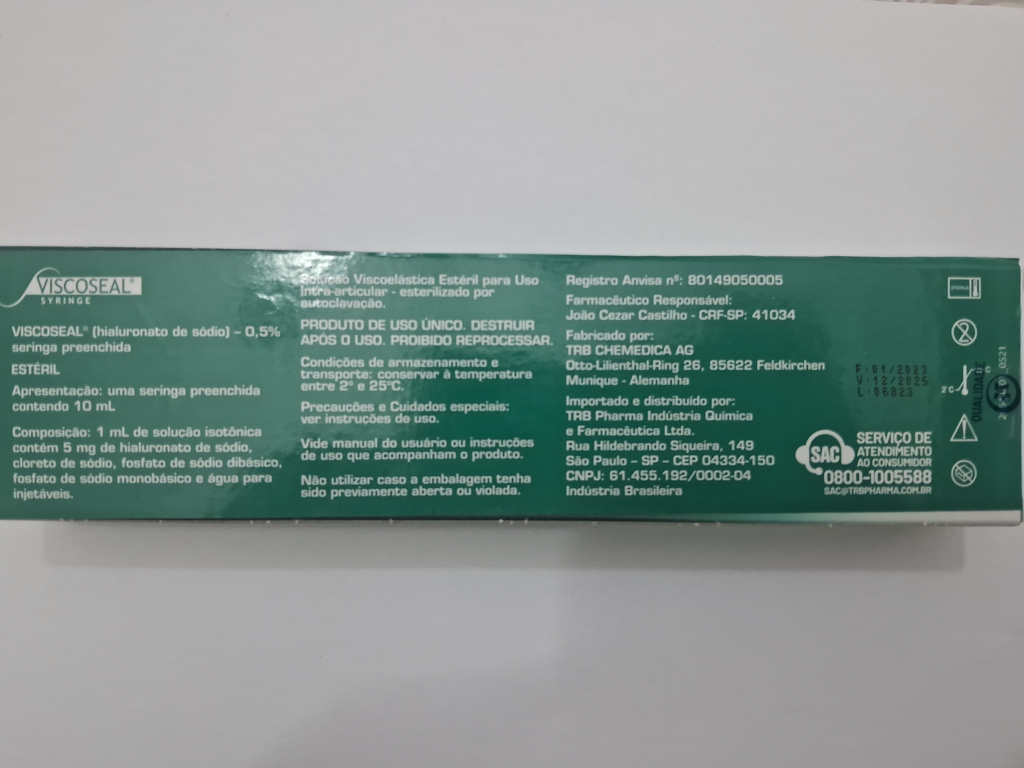 VISCOSEAL®
SYRINGE
VISCOSEAL® (hialuronato de sódio) - 0,5%
seringa preenchida
ESTÉRIL
Apresentação: uma seringa preenchida
contendo 10 mL
Composição: 1 mL de solução isotônica
contém 5 mg de hialuronato de sódio,
cloreto de sódio, fosfato de sódio dibásico,
fosfato de sódio monobásico e água para
injetáveis.
Solução Viscoelástica Estéril para Uso
Intra-articular - esterilizado por
autoclavação.
PRODUTO DE USO ÚNICO. DESTRUIR
APÓS O USO. PROIBIDO REPROCESSAR.
Condições de armazenamento e
transporte: conservar à temperatura
entre 2º e 25ºC.
Precauções e Cuidados especiais:
ver instruções de uso.
Vide manual do usuário ou instruções
de uso que acompanham o produto.
Não utilizar caso a embalagem tenha
sido previamente aberta ou violada.
Registro Anvisa nº: 80149050005
Farmacêutico Responsável:
João Cezar Castilho - CRF-SP: 41034
Fabricado por:
TRB CHEMEDICA AG
Otto-Lilienthal-Ring 26, 85622 Feldkirchen
Munique - Alemanha
Importado e distribuído por:
TRB Pharma Indústria Química
e Farmacêutica Ltda.
Rua Hildebrando Siqueira, 149
São Paulo - SP - CEP 04334-150
CNPJ: 61.455.192/0002-04
Indústria Brasileira
F:01/2023
V:12/2025
L:06823
SAC
SERVIÇO DE
ATENDIMENTO
AO CONSUMIDOR
0800-1005588
SAC@TRBPHARMA.COM.BR
STERILE
2°C
QUALIDADE
0521